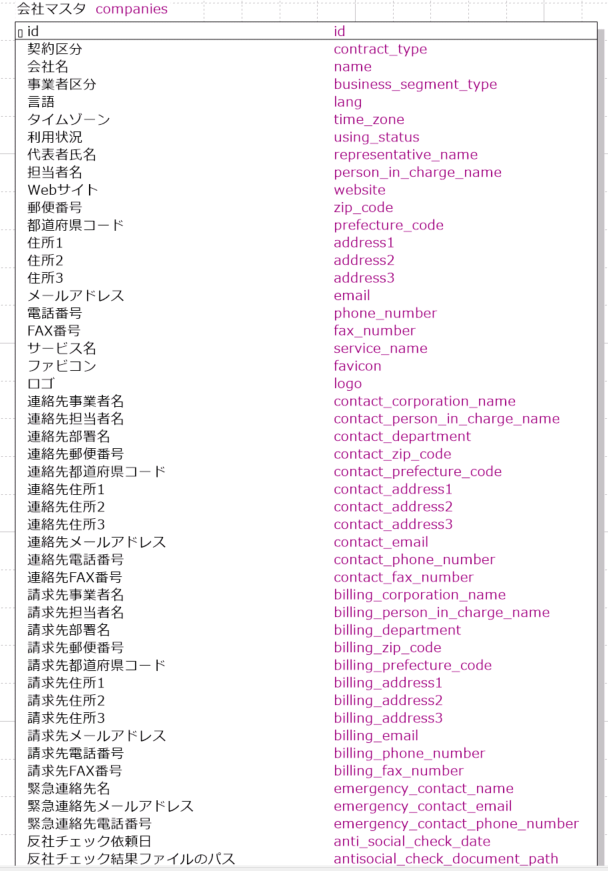 会社マスタ companies
id id
契約区分 contract_type
会社名 name
事業者区分 business_segment_type
言語 lang
タイムゾーン time_zone
利用状況 using_status
代表者氏名 representative_name
担当者名 person_in_charge_name
Webサイト website
郵便番号 zip_code
都道府県コード prefecture_code
住所1 address1
住所2 address2
住所3 address3
メールアドレス email
電話番号 phone_number
FAX番号 fax_number
サービス名 service_name
ファビコン favicon
ロゴ logo
連絡先事業者名 contact_corporation_name
連絡先担当者名 contact_person_in_charge_name
連絡先部署名 contact_department
連絡先郵便番号 contact_zip_code
連絡先都道府県コード contact_prefecture_code
連絡先住所1 contact_address1
連絡先住所2 contact_address2
連絡先住所3 contact_address3
連絡先メールアドレス contact_email
連絡先電話番号 contact_phone_number
連絡先FAX番号 contact_fax_number
請求先事業者名 billing_corporation_name
請求先担当者名 billing_person_in_charge_name
請求先部署名 billing_department
請求先郵便番号 billing_zip_code
請求先都道府県コード billing_prefecture_code
請求先住所1 billing_address1
請求先住所2 billing_address2
請求先住所3 billing_address3
請求先メールアドレス billing_email
請求先電話番号 billing_phone_number
請求先FAX番号 billing_fax_number
緊急連絡先名 emergency_contact_name
緊急連絡先メールアドレス emergency_contact_email
緊急連絡先電話番号 emergency_contact_phone_number
反社チェック依頼日 anti_social_check_date
反社チェック結果ファイルのパス antisocial_check_document_path